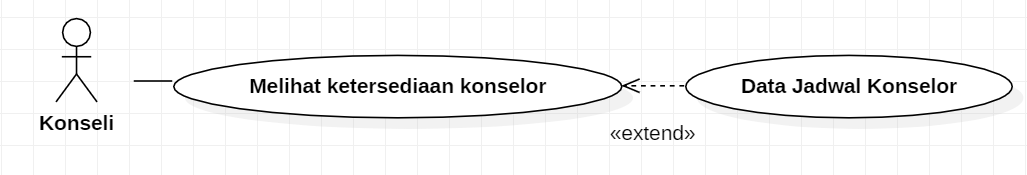 Melihat ketersediaan konselor
Data Jadwal Konselor
Konseli
«extend»